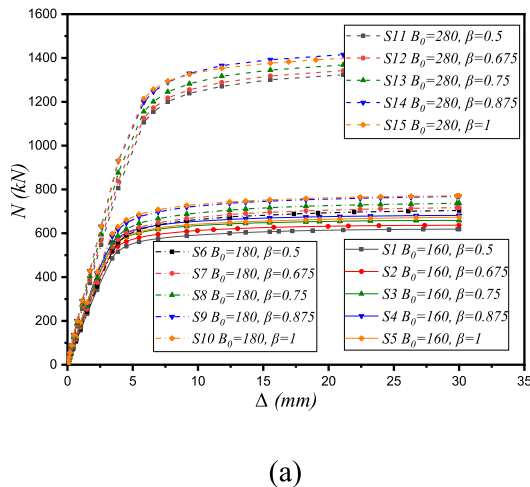 1600
1400
1200
1000
800
600
400
200
0
N (kN)
S11 B₀=280, β=0.5
S12 B₀=280, β=0.675
S13 B₀=280, β=0.75
S14 B₀=280, β=0.875
S15 B₀=280, β=1
S6 B₀=180, β=0.5
S7 B₀=180, β=0.675
S8 B₀=180, β=0.75
S9 B₀=180, β=0.875
S10 B₀=180, β=1
S1 B₀=160, β=0.5
S2 B₀=160, β=0.675
S3 B₀=160, β=0.75
S4 B₀=160, β=0.875
S5 B₀=160, β=1
0 5 10 15 20 25 30 35
Δ (mm)
(a)